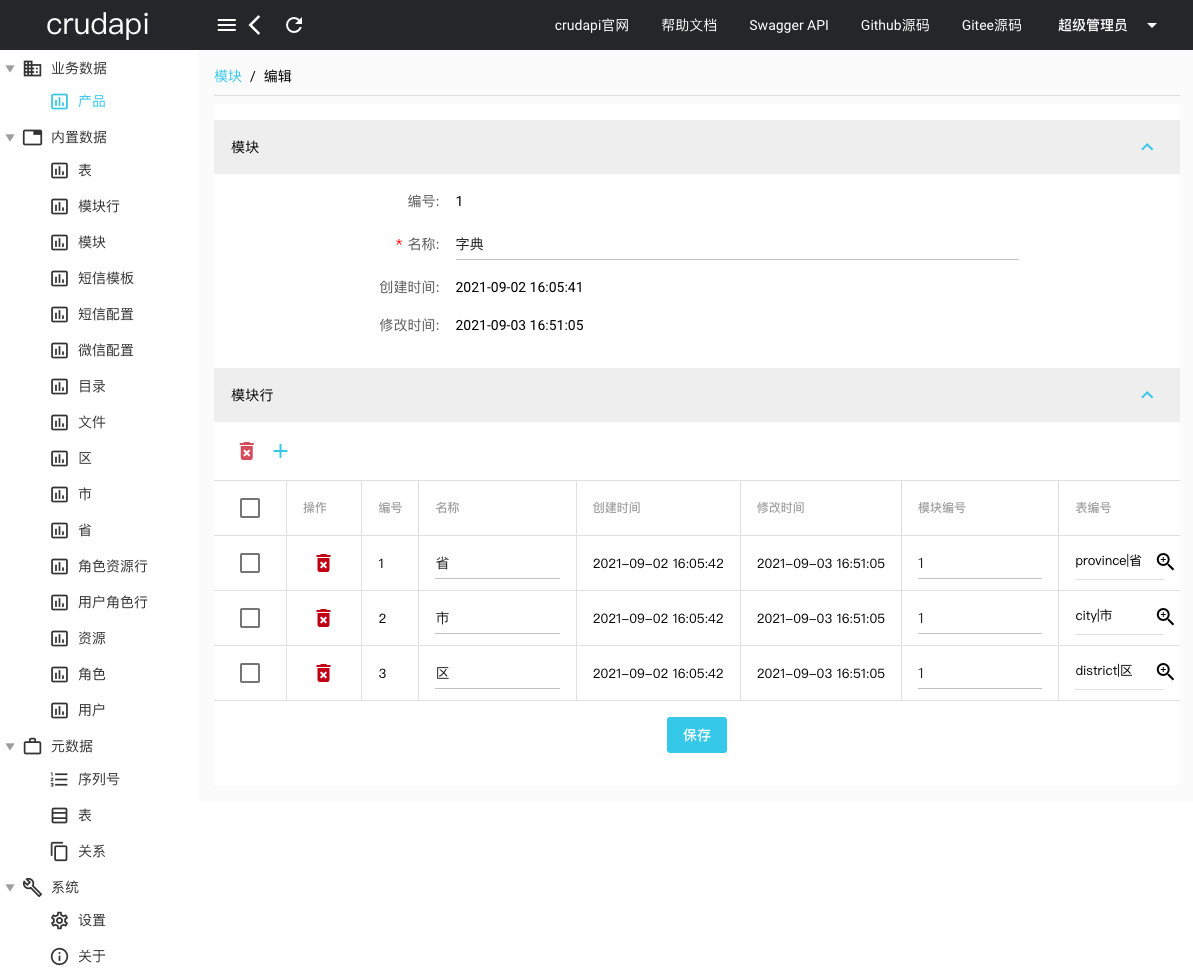 crudapi
crudapi官网 帮助文档 Swagger API Github源码 Gitee源码 超级管理员
业务数据
产品
内置数据
表
模块行
模块
短信模板
短信配置
微信配置
目录
文件
区
市
省
角色资源行
用户角色行
资源
角色
用户
元数据
序列号
表
关系
系统
设置
关于
模块 / 编辑
模块
编号: 1
* 名称: 字典
创建时间: 2021-09-02 16:05:41
修改时间: 2021-09-03 16:51:05
模块行
操作 编号 名称 创建时间 修改时间 模块编号 表编号
1 省 2021-09-02 16:05:42 2021-09-03 16:51:05 1 province|省
2 市 2021-09-02 16:05:42 2021-09-03 16:51:05 1 city|市
3 区 2021-09-02 16:05:42 2021-09-03 16:51:05 1 district|区
保存